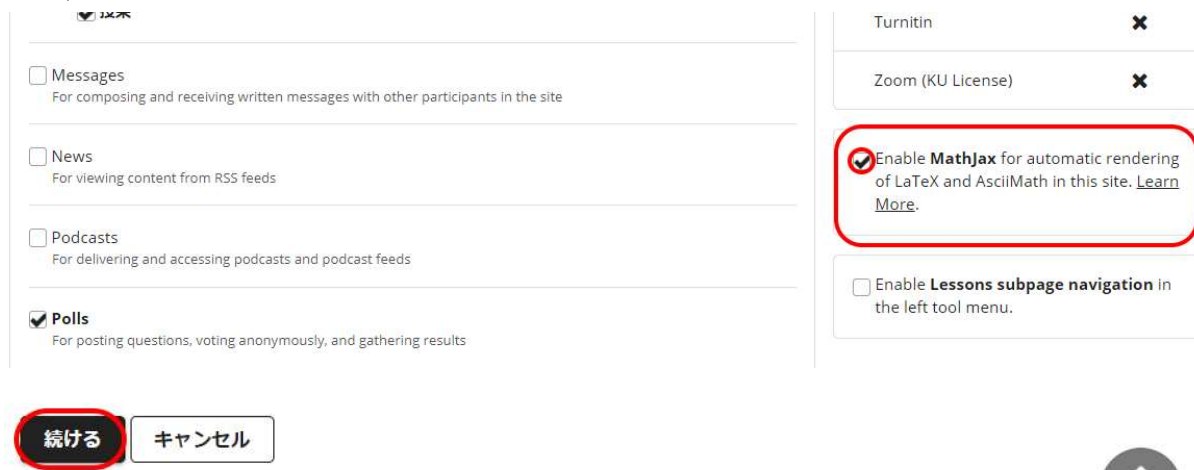 授業
Messages
For composing and receiving written messages with other participants in the site
News
For viewing content from RSS feeds
Podcasts
For delivering and accessing podcasts and podcast feeds
Polls
For posting questions, voting anonymously, and gathering results
Turnitin
Zoom (KU License)
Enable MathJax for automatic rendering
of LaTeX and AsciiMath in this site. Learn
More.
Enable Lessons subpage navigation in
the left tool menu.
続ける キャンセル